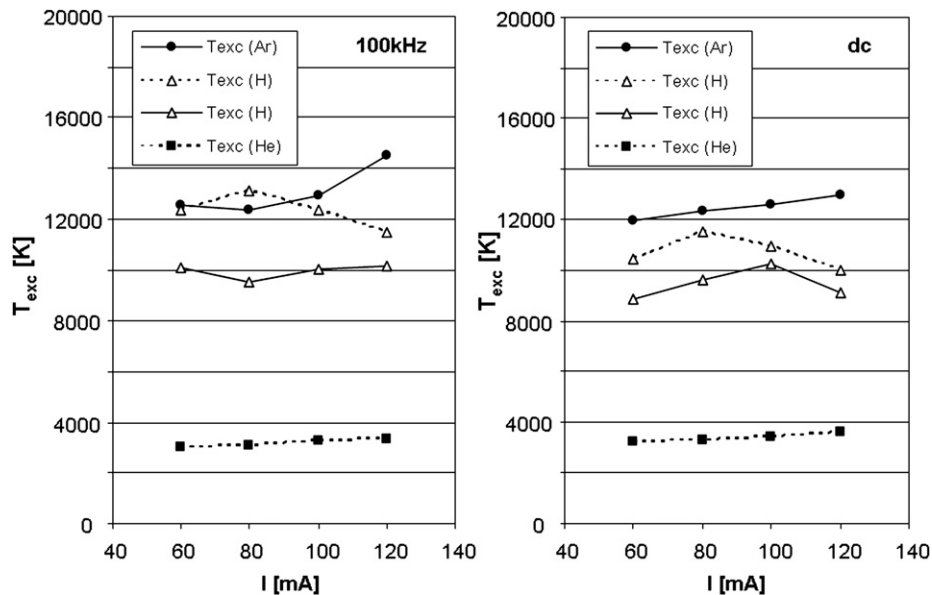 20000
16000
12000
8000
4000
0
T exc [K]
Texc (Ar)
Texc (H)
Texc (H)
Texc (He)
100kHz
40 60 80 100 120 140
I [mA]
20000
16000
12000
8000
4000
0
T exc [K]
Texc (Ar)
Texc (H)
Texc (H)
Texc (He)
dc
40 60 80 100 120 140
I [mA]